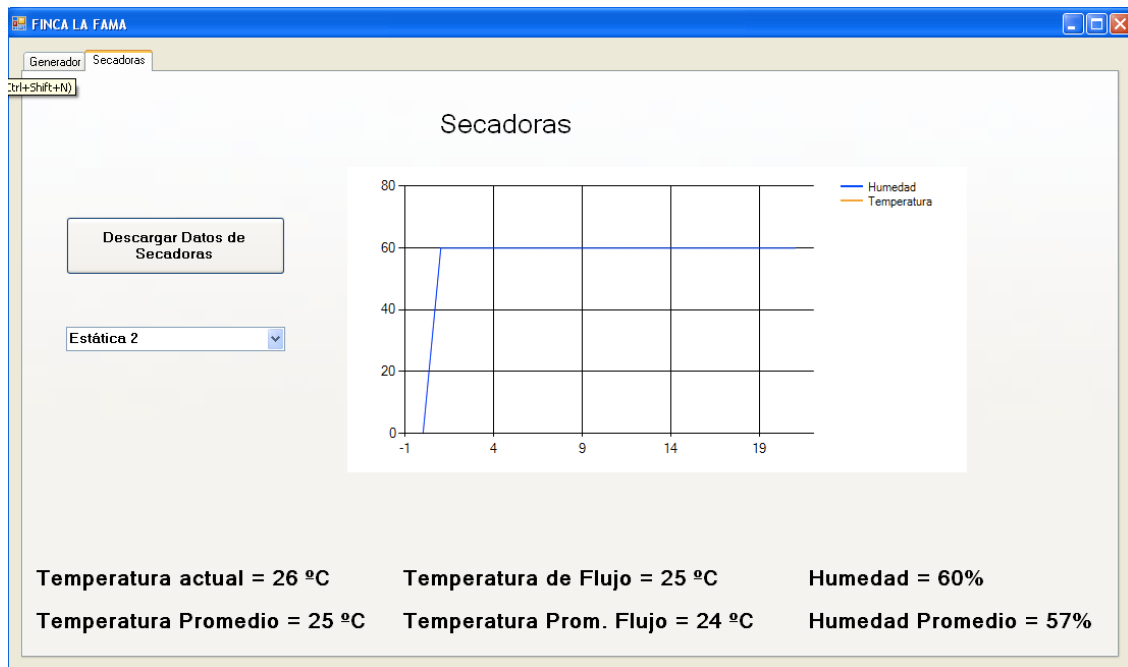 FINCA LA FAMA
Generador Secadoras
Ctrl+Shift+N)
Secadoras
Descargar Datos de
Secadoras
Estática 2
80
60
40
20
0
-1 4 9 14 19
Humedad
Temperatura
Temperatura actual = 26 ºC Temperatura de Flujo = 25 ºC Humedad = 60%
Temperatura Promedio = 25 ºC Temperatura Prom. Flujo = 24 ºC Humedad Promedio = 57%